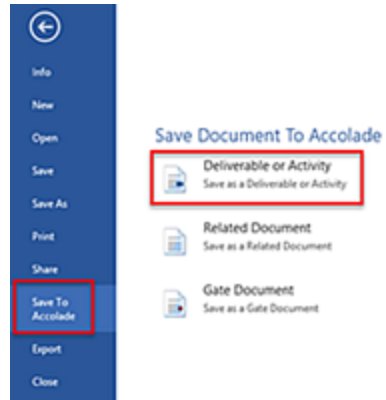 Info
New
Open
Save
Save As
Print
Share
Save To
Accolade
Export
Close
Save Document To Accolade
Deliverable or Activity
Save as a Deliverable or Activity
Related Document
Save as a Related Document
Gate Document
Save as a Gate Document